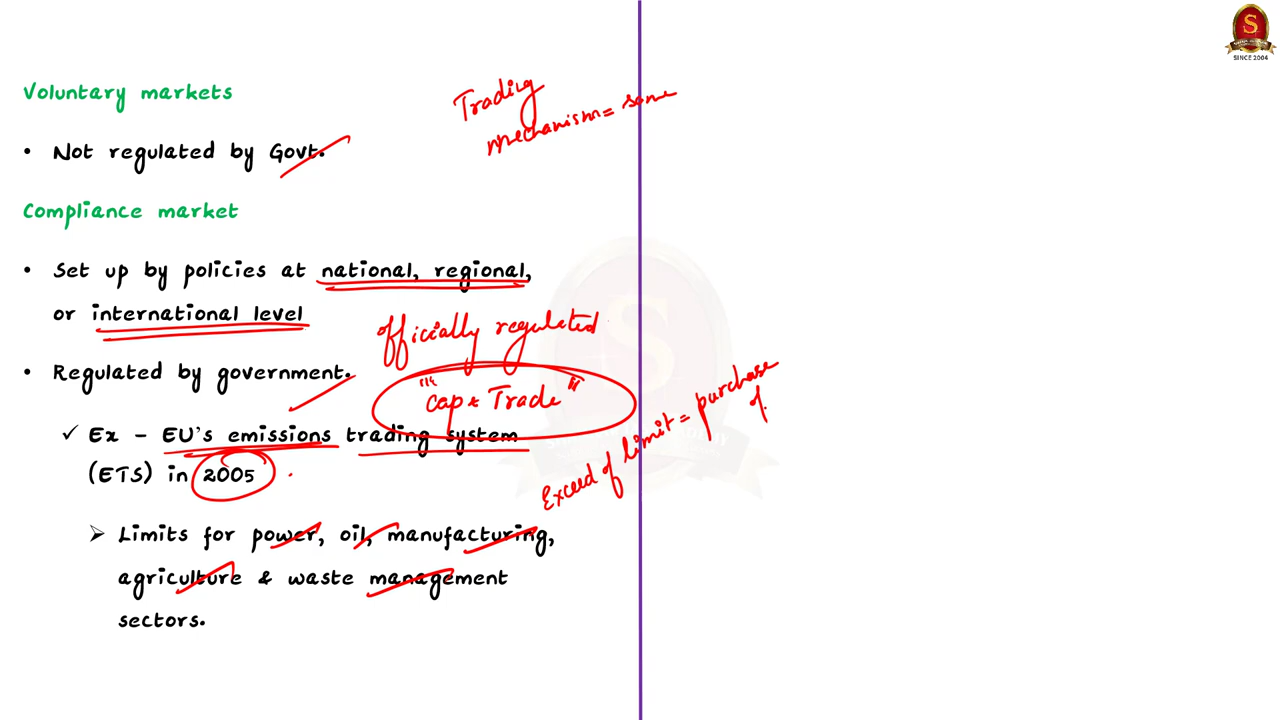 Voluntary markets
• Not regulated by Govt.
Trading
mechanism = same
Compliance market
• Set up by policies at national, regional,
or international level
officially regulated
• Regulated by government.
"Cap & Trade"
✓ Ex – EU's emissions trading system
(ETS) in 2005
Exceed of limit = purchase
of.
➤ Limits for power, oil, manufacturing,
agriculture & waste management
sectors.
S
SINCE 2004